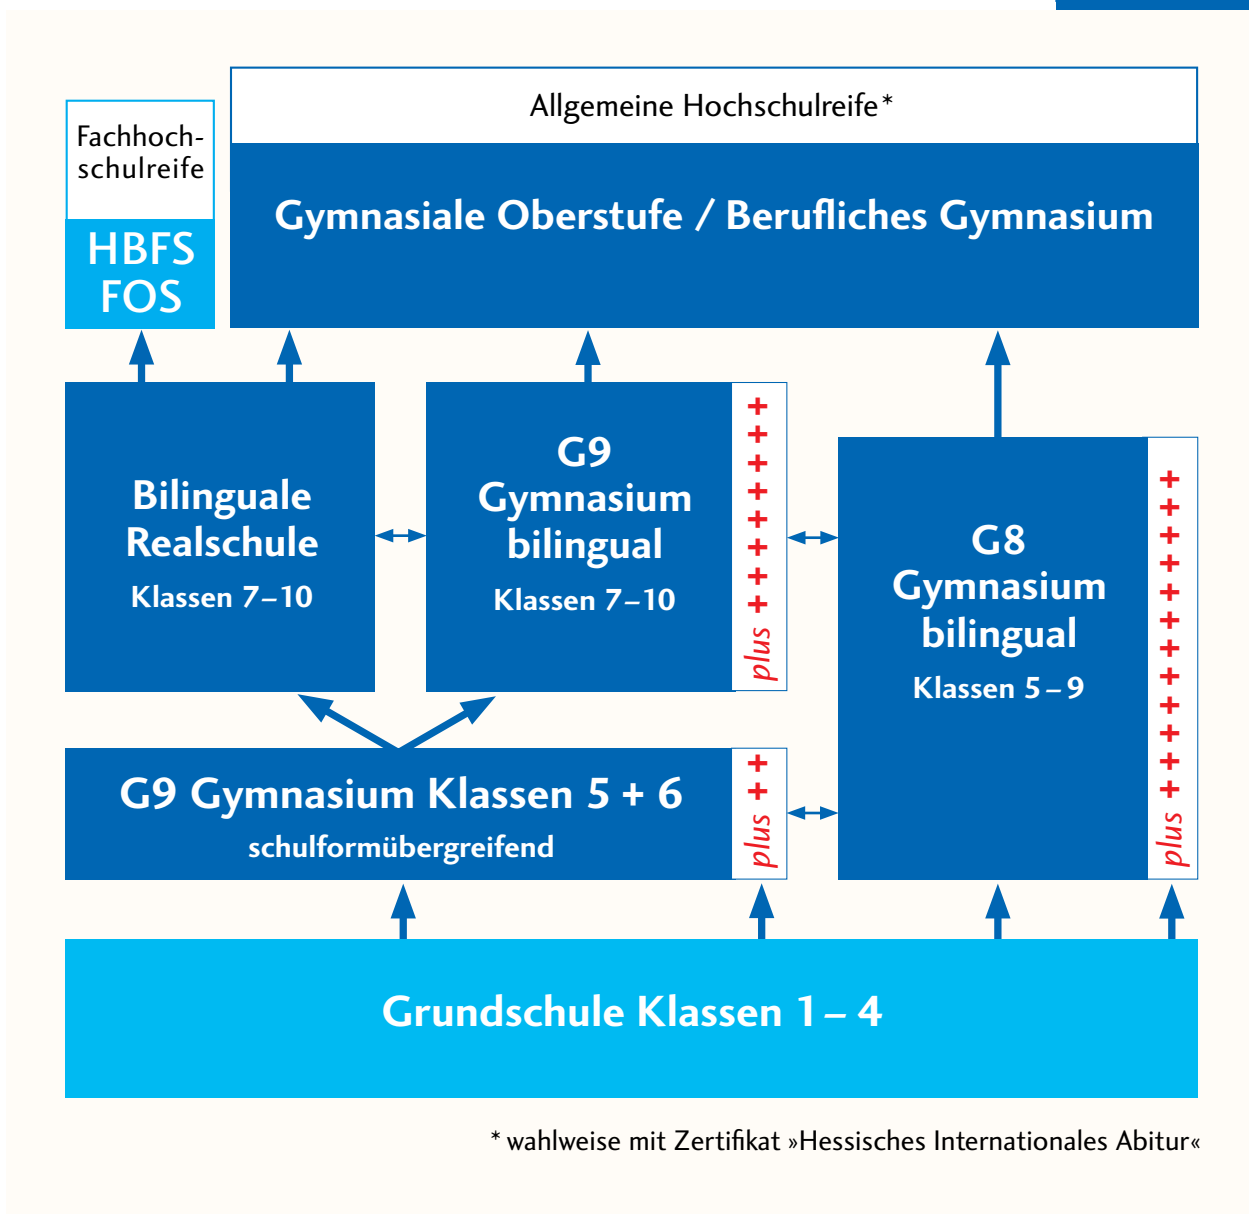 Allgemeine Hochschulreife*
Fachhoch-
schulreife
Gymnasiale Oberstufe / Berufliches Gymnasium
HBFS
FOS
Bilinguale
Realschule
Klassen 7–10
G9
Gymnasium
bilingual
Klassen 7–10
plus ++++++++
G8
Gymnasium
bilingual
Klassen 5–9
plus ++++++++++++
G9 Gymnasium Klassen 5 + 6
schulformübergreifend
plus +++
Grundschule Klassen 1–4
* wahlweise mit Zertifikat »Hessisches Internationales Abitur«